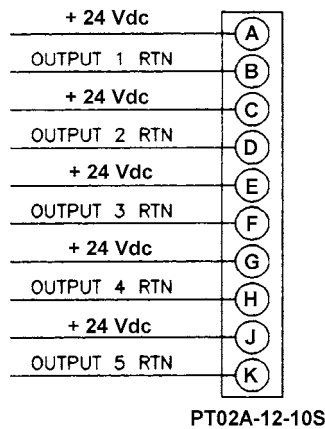 + 24 Vdc
A
OUTPUT 1 RTN
B
+ 24 Vdc
C
OUTPUT 2 RTN
D
+ 24 Vdc
E
OUTPUT 3 RTN
F
+ 24 Vdc
G
OUTPUT 4 RTN
H
+ 24 Vdc
J
OUTPUT 5 RTN
K
PT02A-12-10S